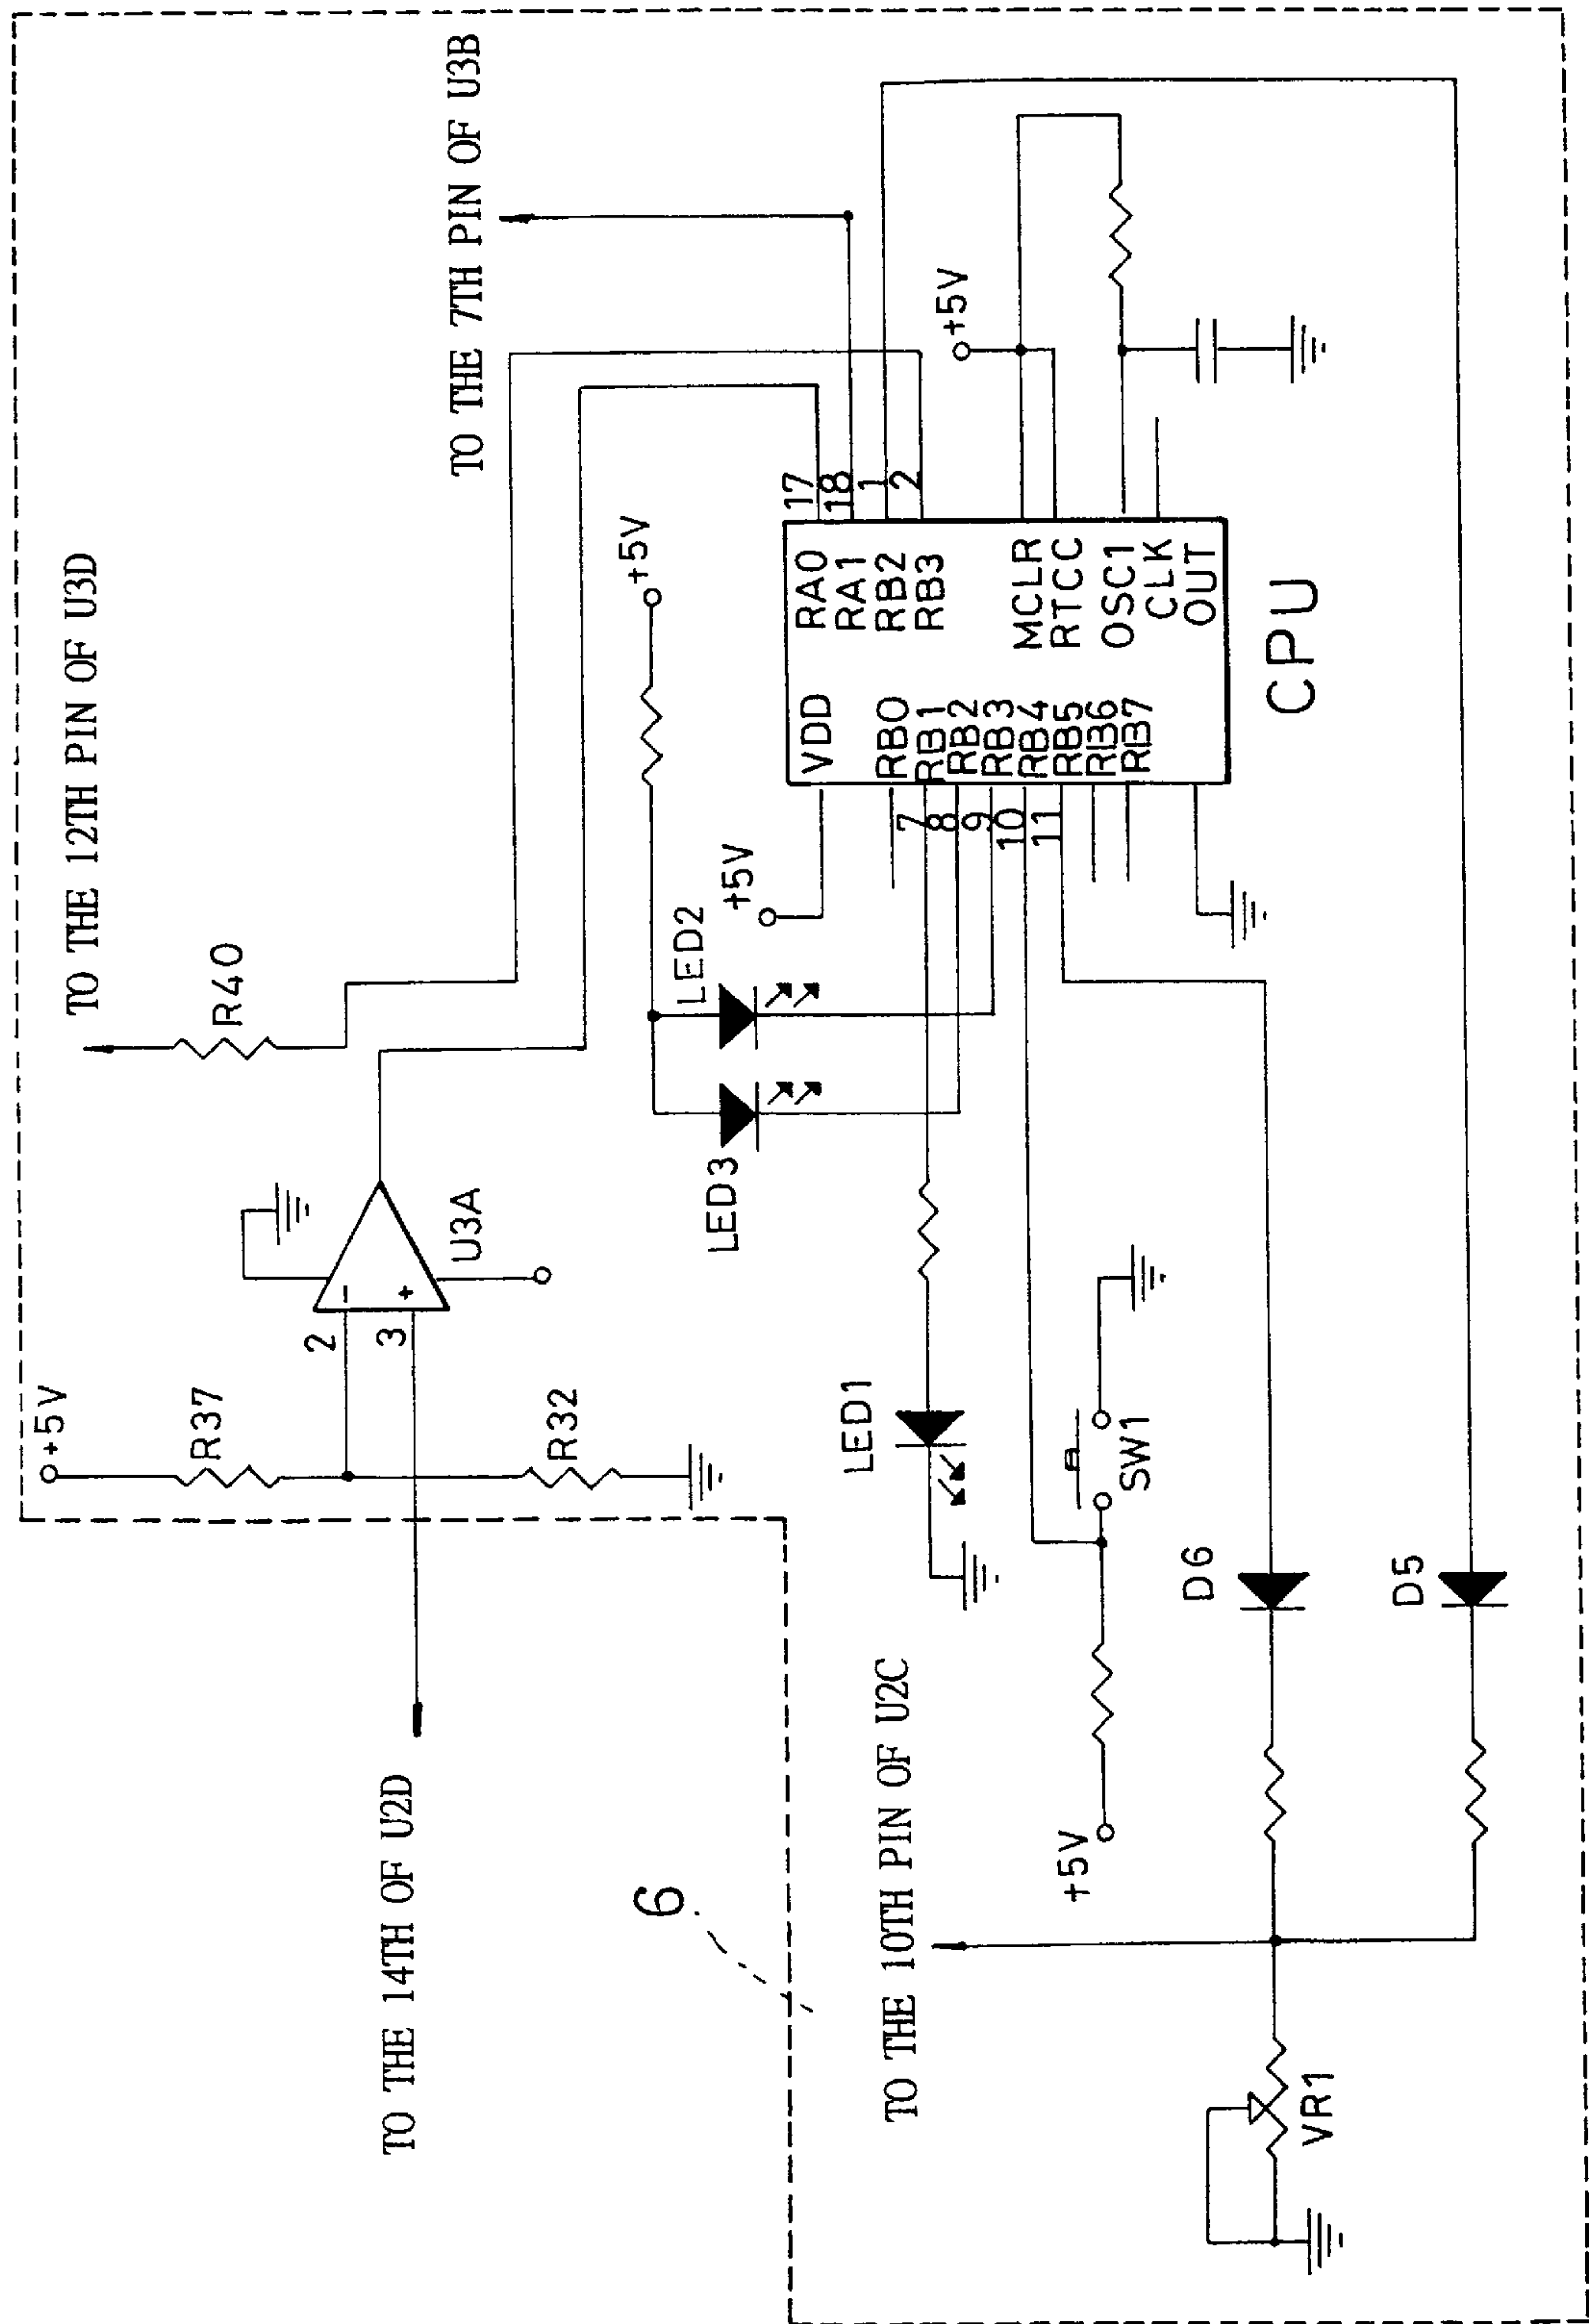 TO THE 12TH PIN OF U3D
TO THE 7TH PIN OF U3B
R40
+5V
R37
R32
2
3
-
+
U3A
TO THE 14TH OF U2D
+5V
LED2
LED3
+5V
17
18
1
2
VDD
RB0
RB1
RB2
RB3
RB4
RB5
RB6
RB7
RA0
RA1
RB2
RB3
MCLR
RTCC
OSC1
CLK
OUT
CPU
7
8
9
10
11
+5V
LED1
SW1
+5V
D6
D5
TO THE 10TH PIN OF U2C
VR1
6